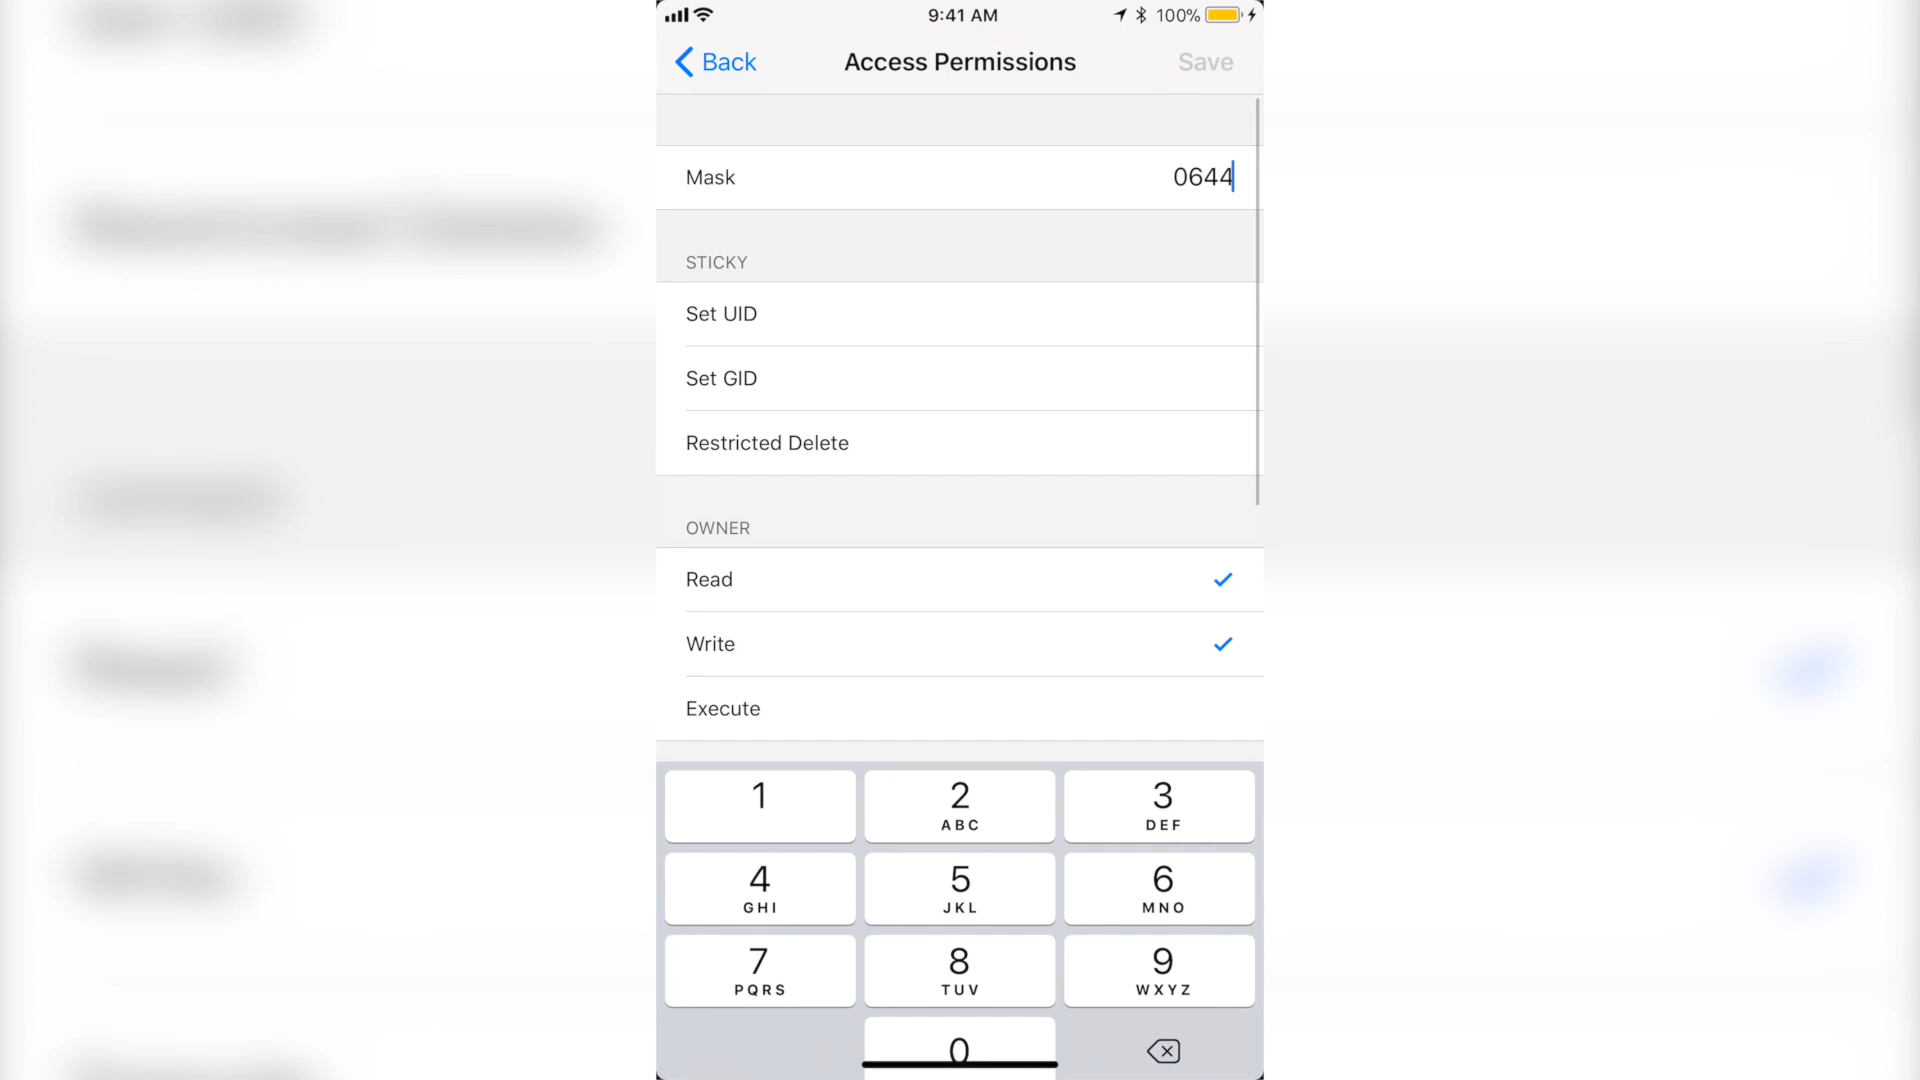 9:41 AM 100%
Back Access Permissions Save
Mask 0644
STICKY
Set UID
Set GID
Restricted Delete
OWNER
Read
Write
Execute
1 2 3
ABC DEF
4 5 6
GHI JKL MNO
7 8 9
PQRS TUV WXYZ
0